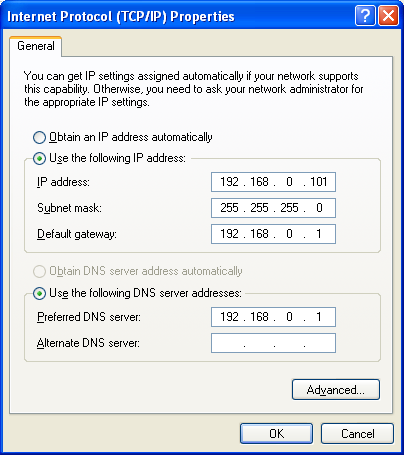 Internet Protocol (TCP/IP) Properties
General
You can get IP settings assigned automatically if your network supports
this capability. Otherwise, you need to ask your network administrator for
the appropriate IP settings.
Obtain an IP address automatically
Use the following IP address:
IP address: 192 . 168 . 0 . 101
Subnet mask: 255 . 255 . 255 . 0
Default gateway: 192 . 168 . 0 . 1
Obtain DNS server address automatically
Use the following DNS server addresses:
Preferred DNS server: 192 . 168 . 0 . 1
Alternate DNS server: . . .
Advanced...
OK Cancel